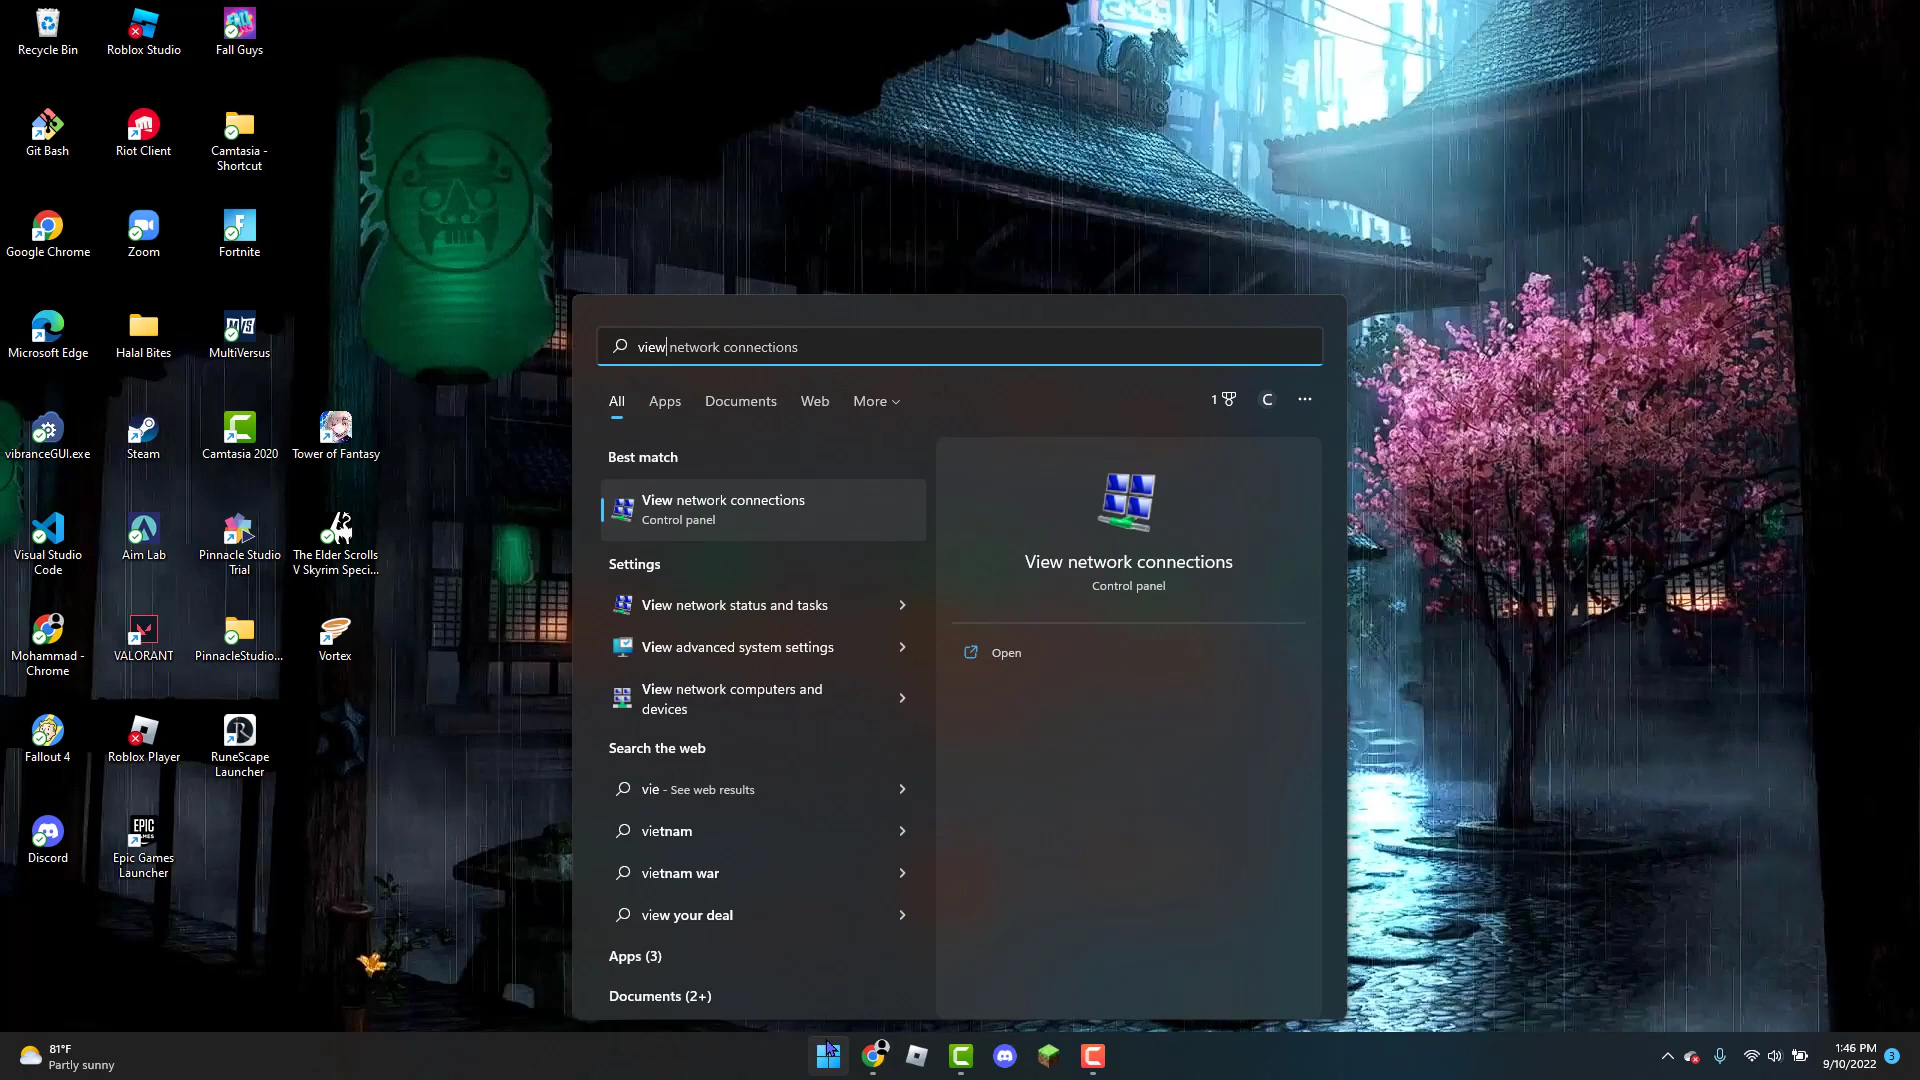 Recycle Bin
Roblox Studio
Fall Guys
Git Bash
Riot Client
Camtasia -
Shortcut
Google Chrome
Zoom
Fortnite
Microsoft Edge
Halal Bites
MultiVersus
vibranceGUI.exe
Steam
Camtasia 2020
Tower of Fantasy
Visual Studio
Code
Aim Lab
Pinnacle Studio
Trial
The Elder Scrolls
V Skyrim Speci...
Mohammad -
Chrome
VALORANT
PinnacleStudio...
Vortex
Fallout 4
Roblox Player
RuneScape
Launcher
Discord
EPIC
GAMES
Epic Games
Launcher
view network connections
All
Apps
Documents
Web
More
1
C
Best match
View network connections
Control panel
Settings
View network status and tasks
View advanced system settings
View network computers and
devices
Search the web
vie - See web results
vietnam
vietnam war
view your deal
Apps (3)
Documents (2+)
View network connections
Control panel
Open
81°F
Partly sunny
1:46 PM
9/10/2022
3